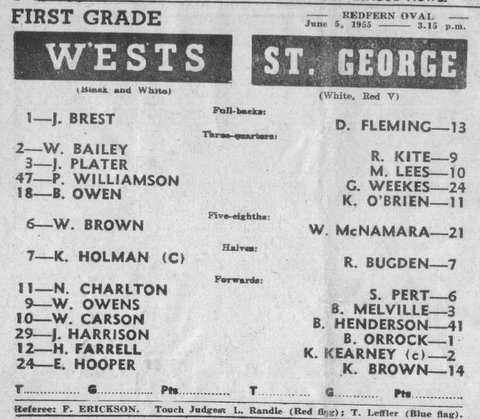 FIRST GRADE
REDFERN OVAL
June 5, 1955 — 3.15 p.m.
WESTS
ST. GEORGE
(Black and White)
(White, Red V)
Full-backs:
1—J. BREST
D. FLEMING—13
Three-quarters:
2—W. BAILEY
R. KITE—9
3—J. PLATER
M. LEES—10
47—P. WILLIAMSON
G. WEEKES—24
18—B. OWEN
K. O'BRIEN—11
Five-eighths:
6—W. BROWN
W. McNAMARA—21
Halves:
7—K. HOLMAN (C)
R. BUGDEN—7
Forwards:
11—N. CHARLTON
S. PERT—6
9—W. OWENS
B. MELVILLE—3
10—W. CARSON
B. HENDERSON—41
29—J. HARRISON
B. ORROCK—1
12—H. FARRELL
K. KEARNEY (c)—2
24—E. HOOPER
K. BROWN—14
T............ G............ Pts............ T............ G............ Pts............
Referee: F. ERICKSON. Touch Judges: L. Randle (Red flag); T. Leffler (Blue flag).